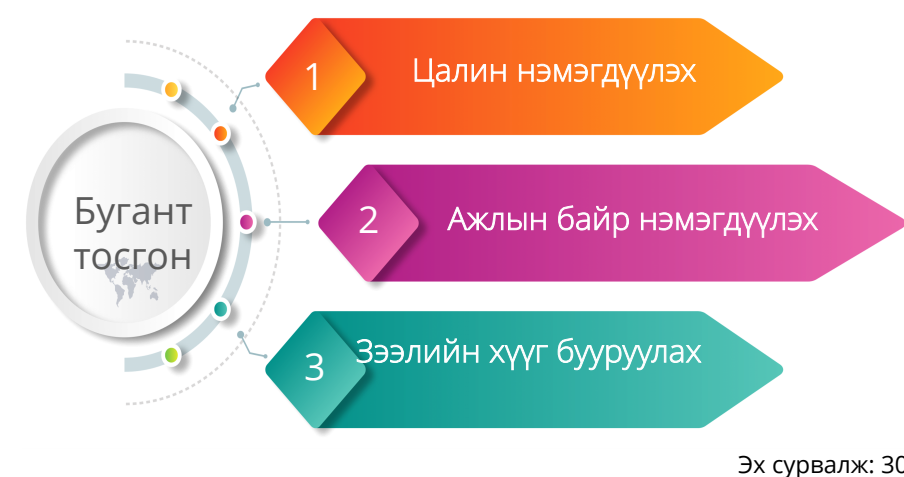 Бугант
тосгон
1
Цалин нэмэгдүүлэх
2
Ажлын байр нэмэгдүүлэх
3
Зээлийн хүүг бууруулах
Эх сурвалж: 30